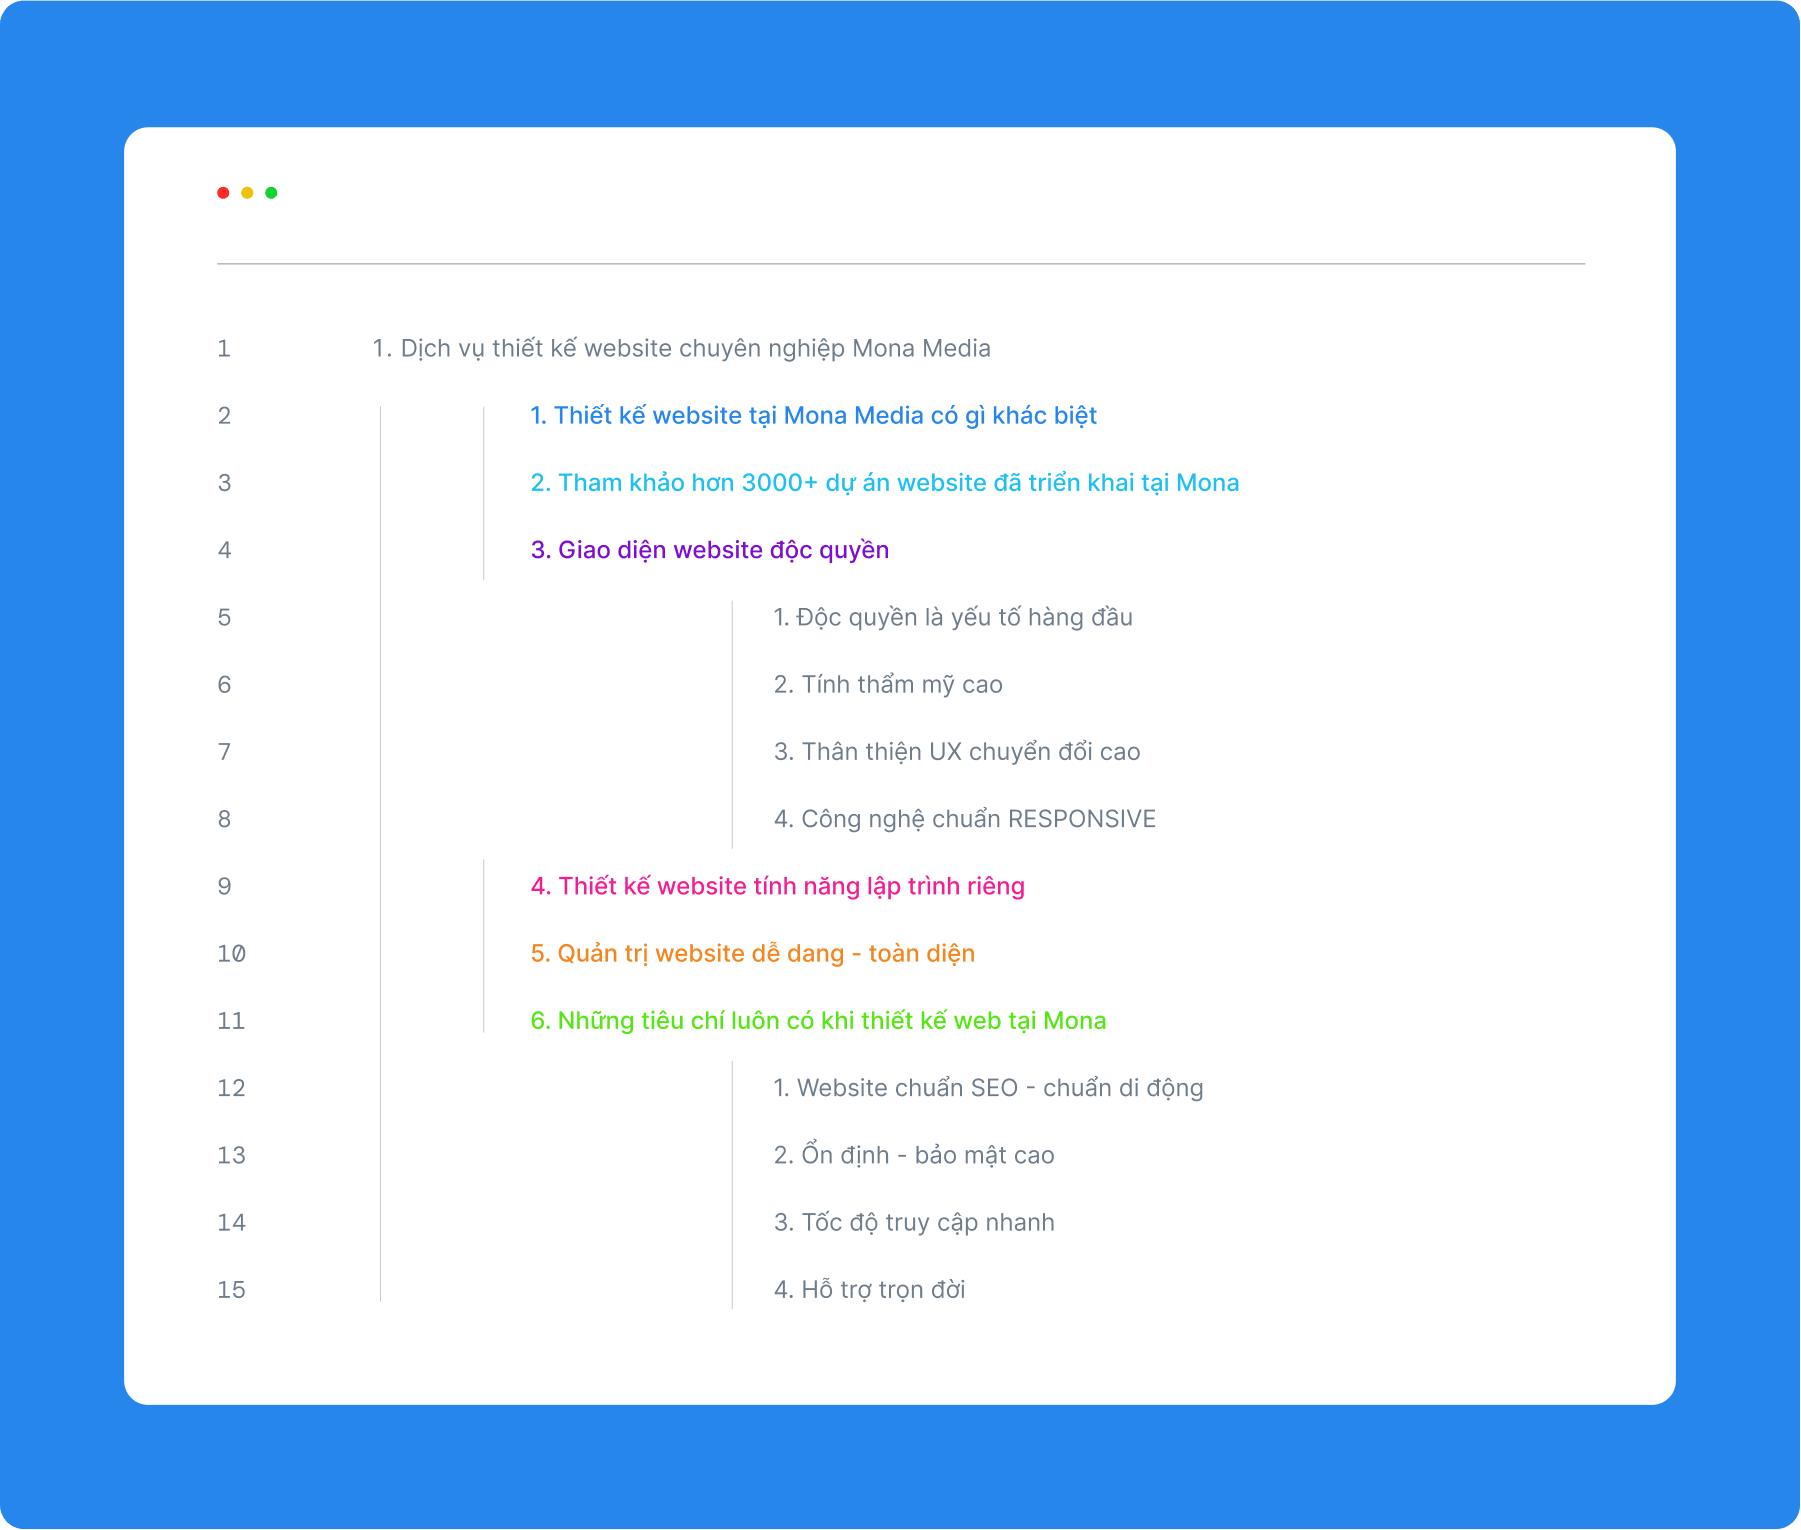 1 1. Dịch vụ thiết kế website chuyên nghiệp Mona Media
2 1. Thiết kế website tại Mona Media có gì khác biệt
3 2. Tham khảo hơn 3000+ dự án website đã triển khai tại Mona
4 3. Giao diện website độc quyền
5 1. Độc quyền là yếu tố hàng đầu
6 2. Tính thẩm mỹ cao
7 3. Thân thiện UX chuyển đổi cao
8 4. Công nghệ chuẩn RESPONSIVE
9 4. Thiết kế website tính năng lập trình riêng
10 5. Quản trị website dễ dang - toàn diện
11 6. Những tiêu chí luôn có khi thiết kế web tại Mona
12 1. Website chuẩn SEO - chuẩn di động
13 2. Ổn định - bảo mật cao
14 3. Tốc độ truy cập nhanh
15 4. Hỗ trợ trọn đời